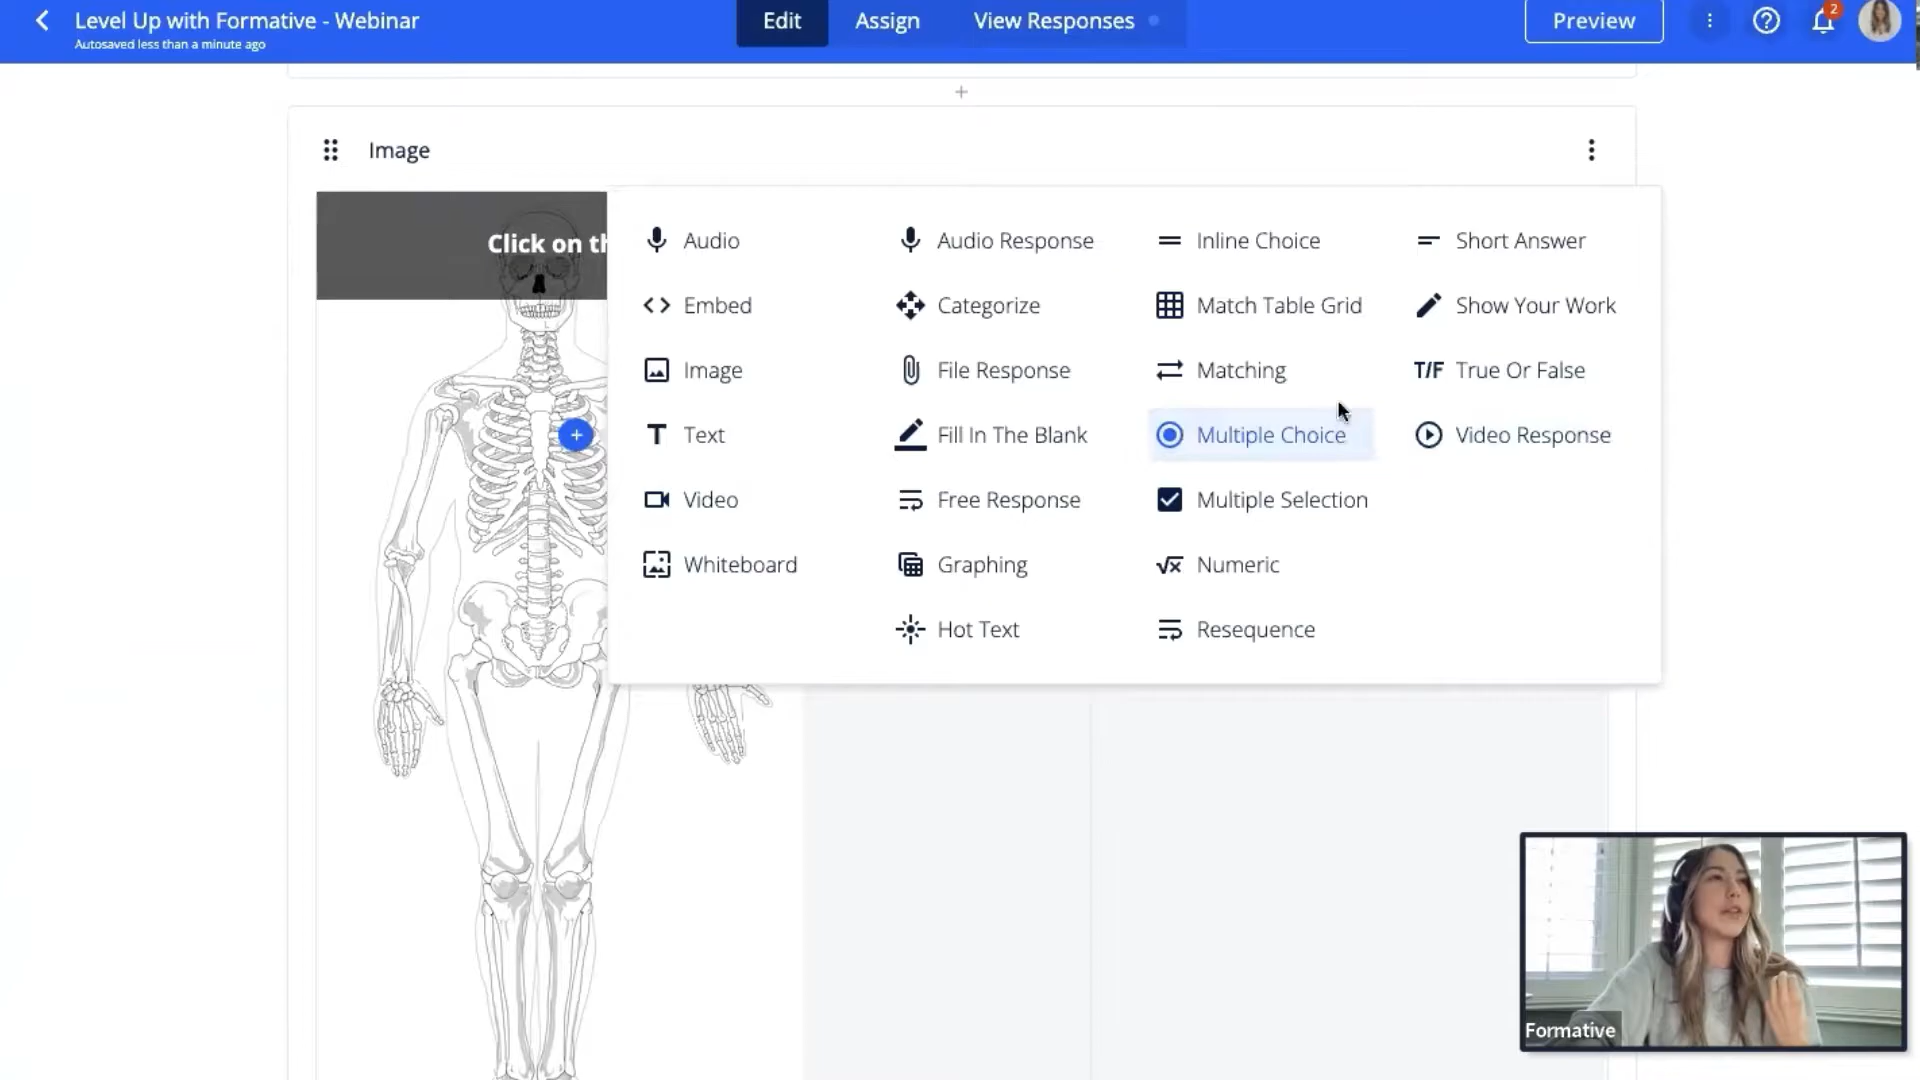 Level Up with Formative - Webinar
Autosaved less than a minute ago
Edit
Assign
View Responses
Preview
2
Image
Click on th
Audio
Embed
Image
Text
Video
Whiteboard
Audio Response
Categorize
File Response
Fill In The Blank
Free Response
Graphing
Hot Text
Inline Choice
Match Table Grid
Matching
Multiple Choice
Multiple Selection
Numeric
Resequence
Short Answer
Show Your Work
T/F True Or False
Video Response
Formative